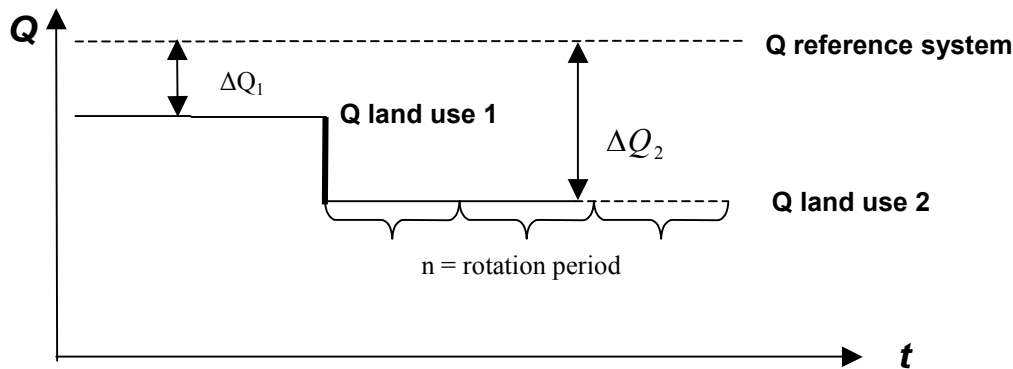 Q
Q reference system
ΔQ₁
Q land use 1
ΔQ₂
Q land use 2
n = rotation period
t